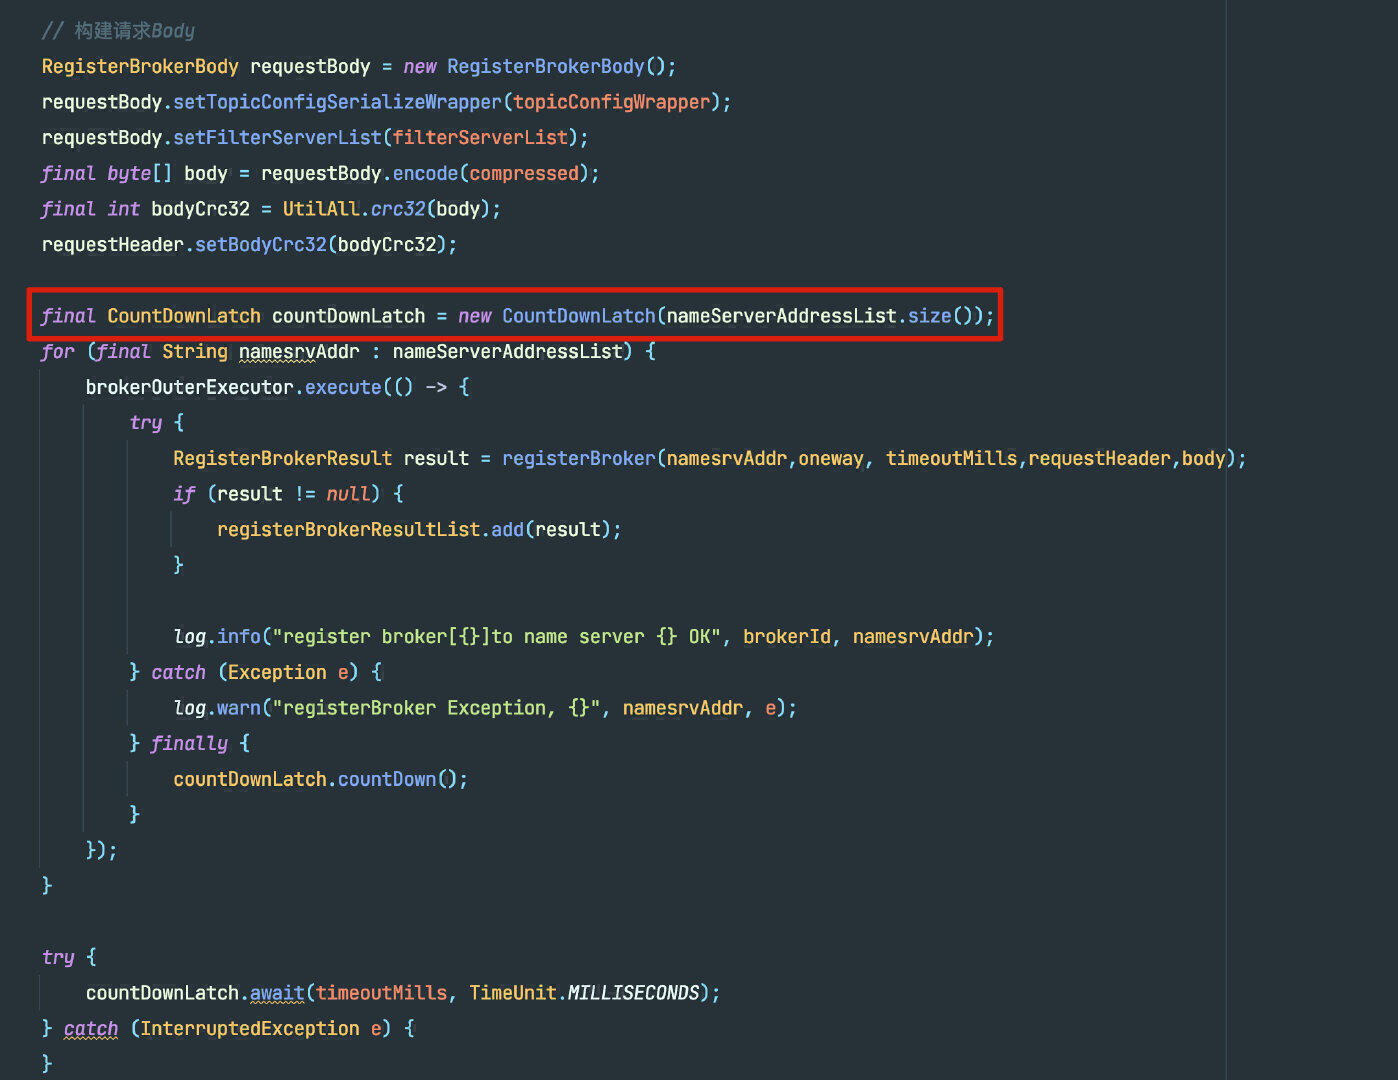 // 构建请求Body
RegisterBrokerBody requestBody = new RegisterBrokerBody();
requestBody.setTopicConfigSerializeWrapper(topicConfigWrapper);
requestBody.setFilterServerList(filterServerList);
final byte[] body = requestBody.encode(compressed);
final int bodyCrc32 = UtilAll.crc32(body);
requestHeader.setBodyCrc32(bodyCrc32);
final CountDownLatch countDownLatch = new CountDownLatch(nameServerAddressList.size());
for (final String namesrvAddr : nameServerAddressList) {
brokerOuterExecutor.execute(() -> {
try {
RegisterBrokerResult result = registerBroker(namesrvAddr,oneway, timeoutMills,requestHeader,body);
if (result != null) {
registerBrokerResultList.add(result);
}
log.info("register broker[{}]to name server {} OK", brokerId, namesrvAddr);
} catch (Exception e) {
log.warn("registerBroker Exception, {}", namesrvAddr, e);
} finally {
countDownLatch.countDown();
}
});
}
try {
countDownLatch.await(timeoutMills, TimeUnit.MILLISECONDS);
} catch (InterruptedException e) {
}